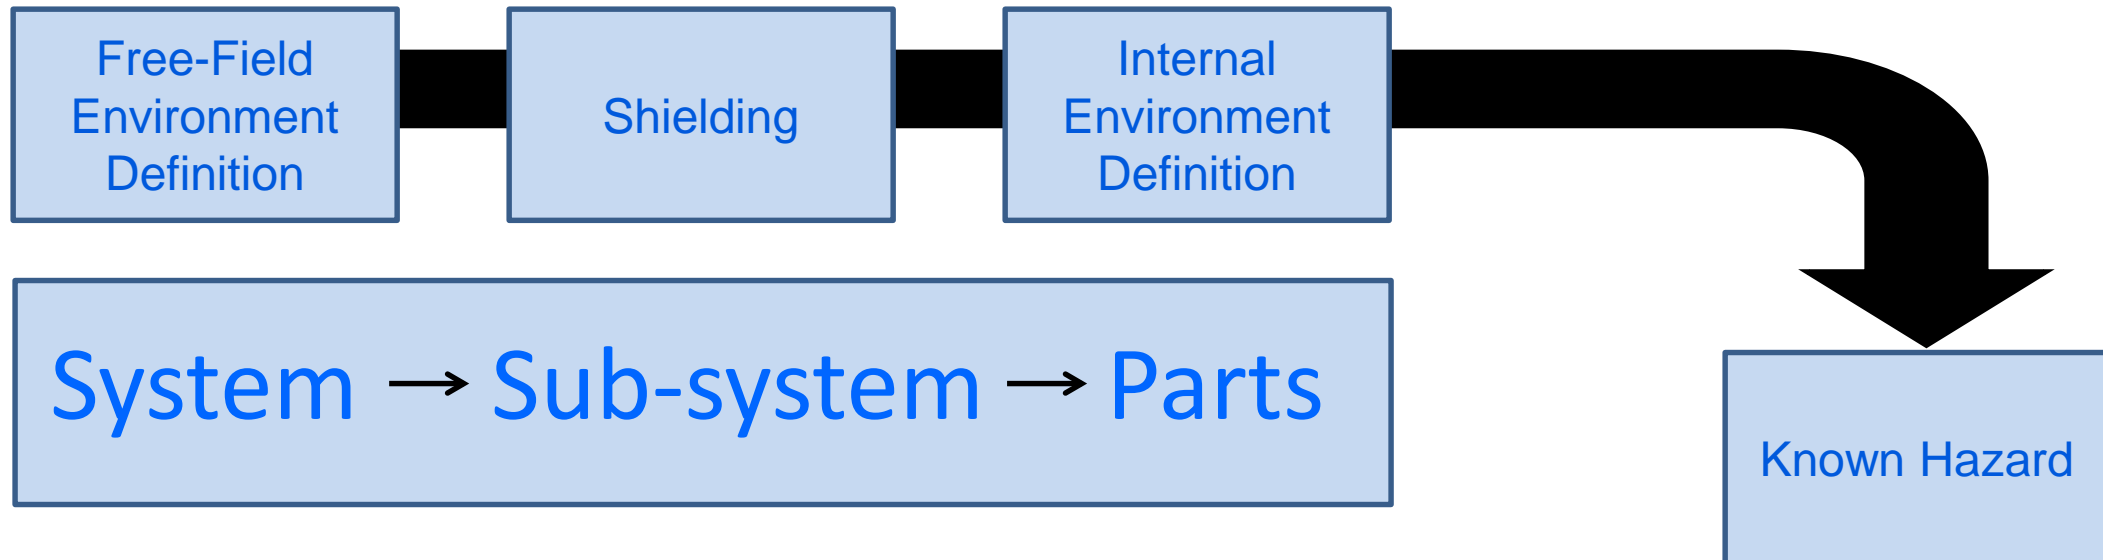 Free-Field
Environment
Definition
Shielding
Internal
Environment
Definition
System → Sub-system → Parts
Known Hazard